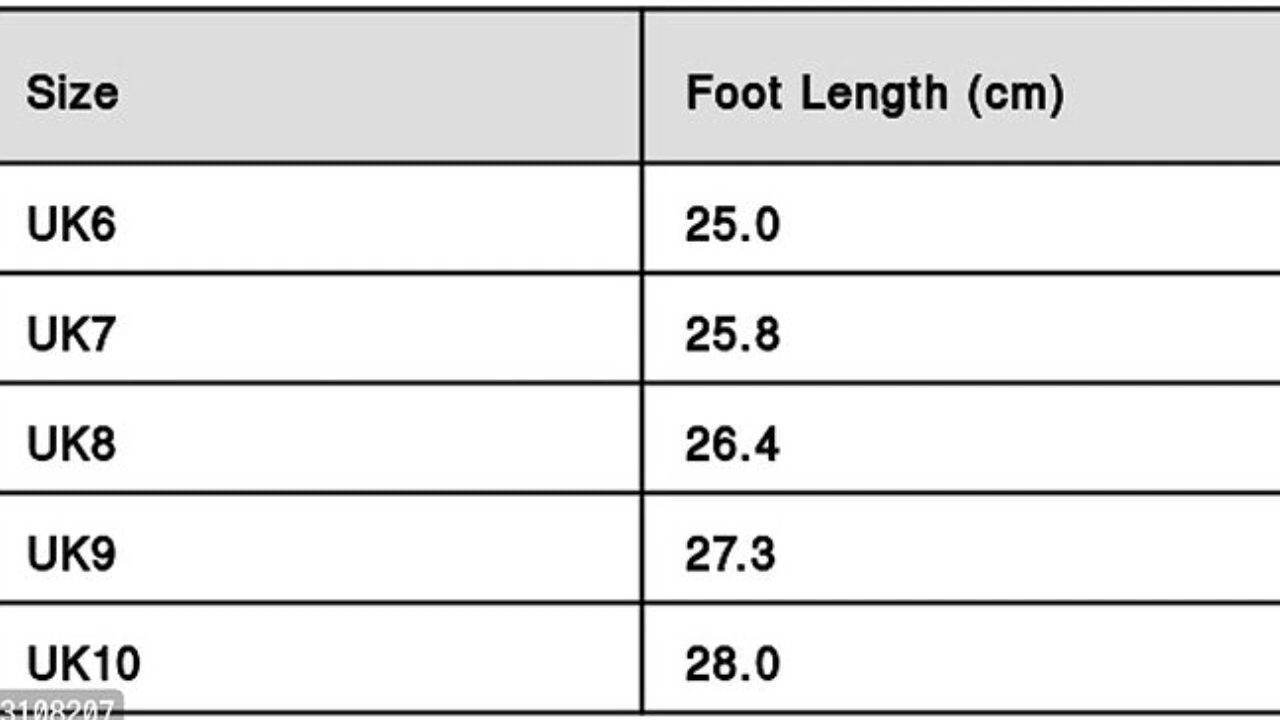 Size Foot Length (cm)
UK6 25.0
UK7 25.8
UK8 26.4
UK9 27.3
UK10 28.0
3108207